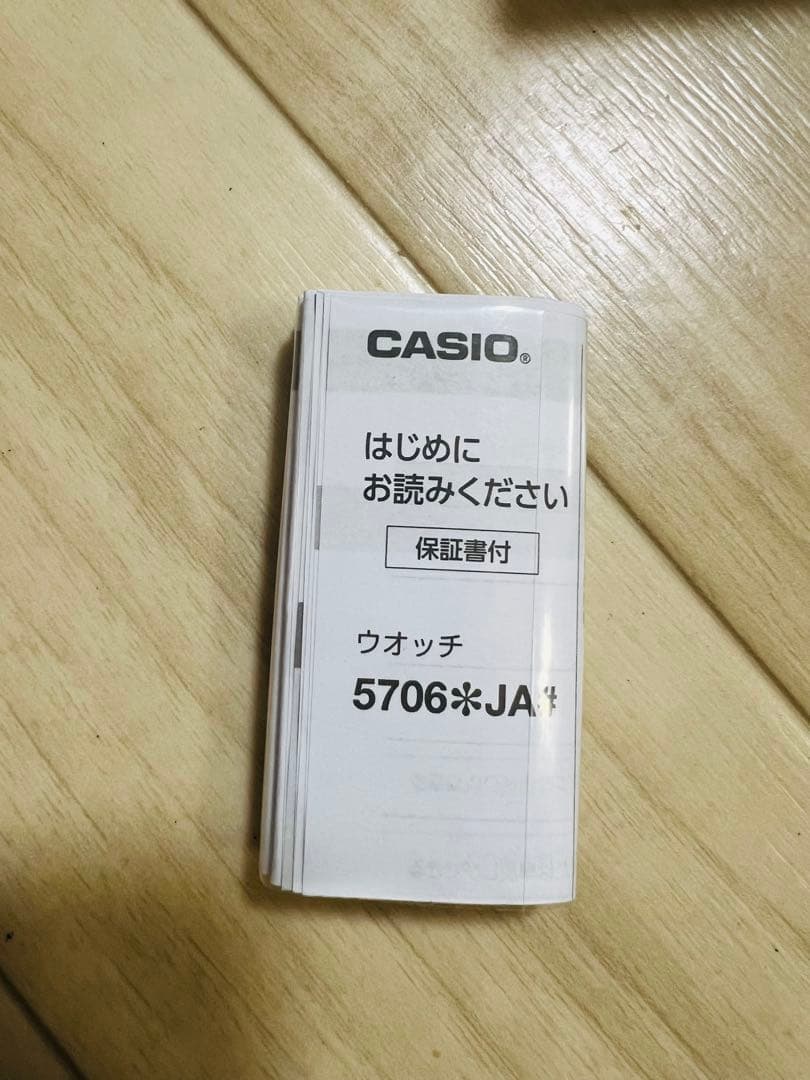 CASIO®
はじめに
お読みください
保証書付
ウオッチ
5706✻JA#